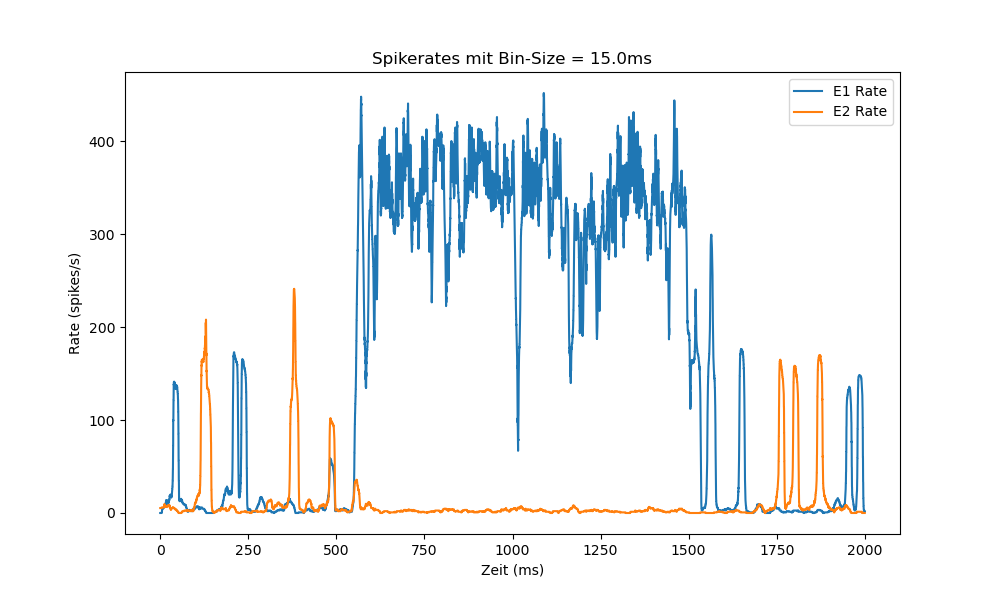 Spikerates mit Bin-Size = 15.0ms
E1 Rate
E2 Rate
Rate (spikes/s)
400
300
200
100
0
0 250 500 750 1000 1250 1500 1750 2000
Zeit (ms)